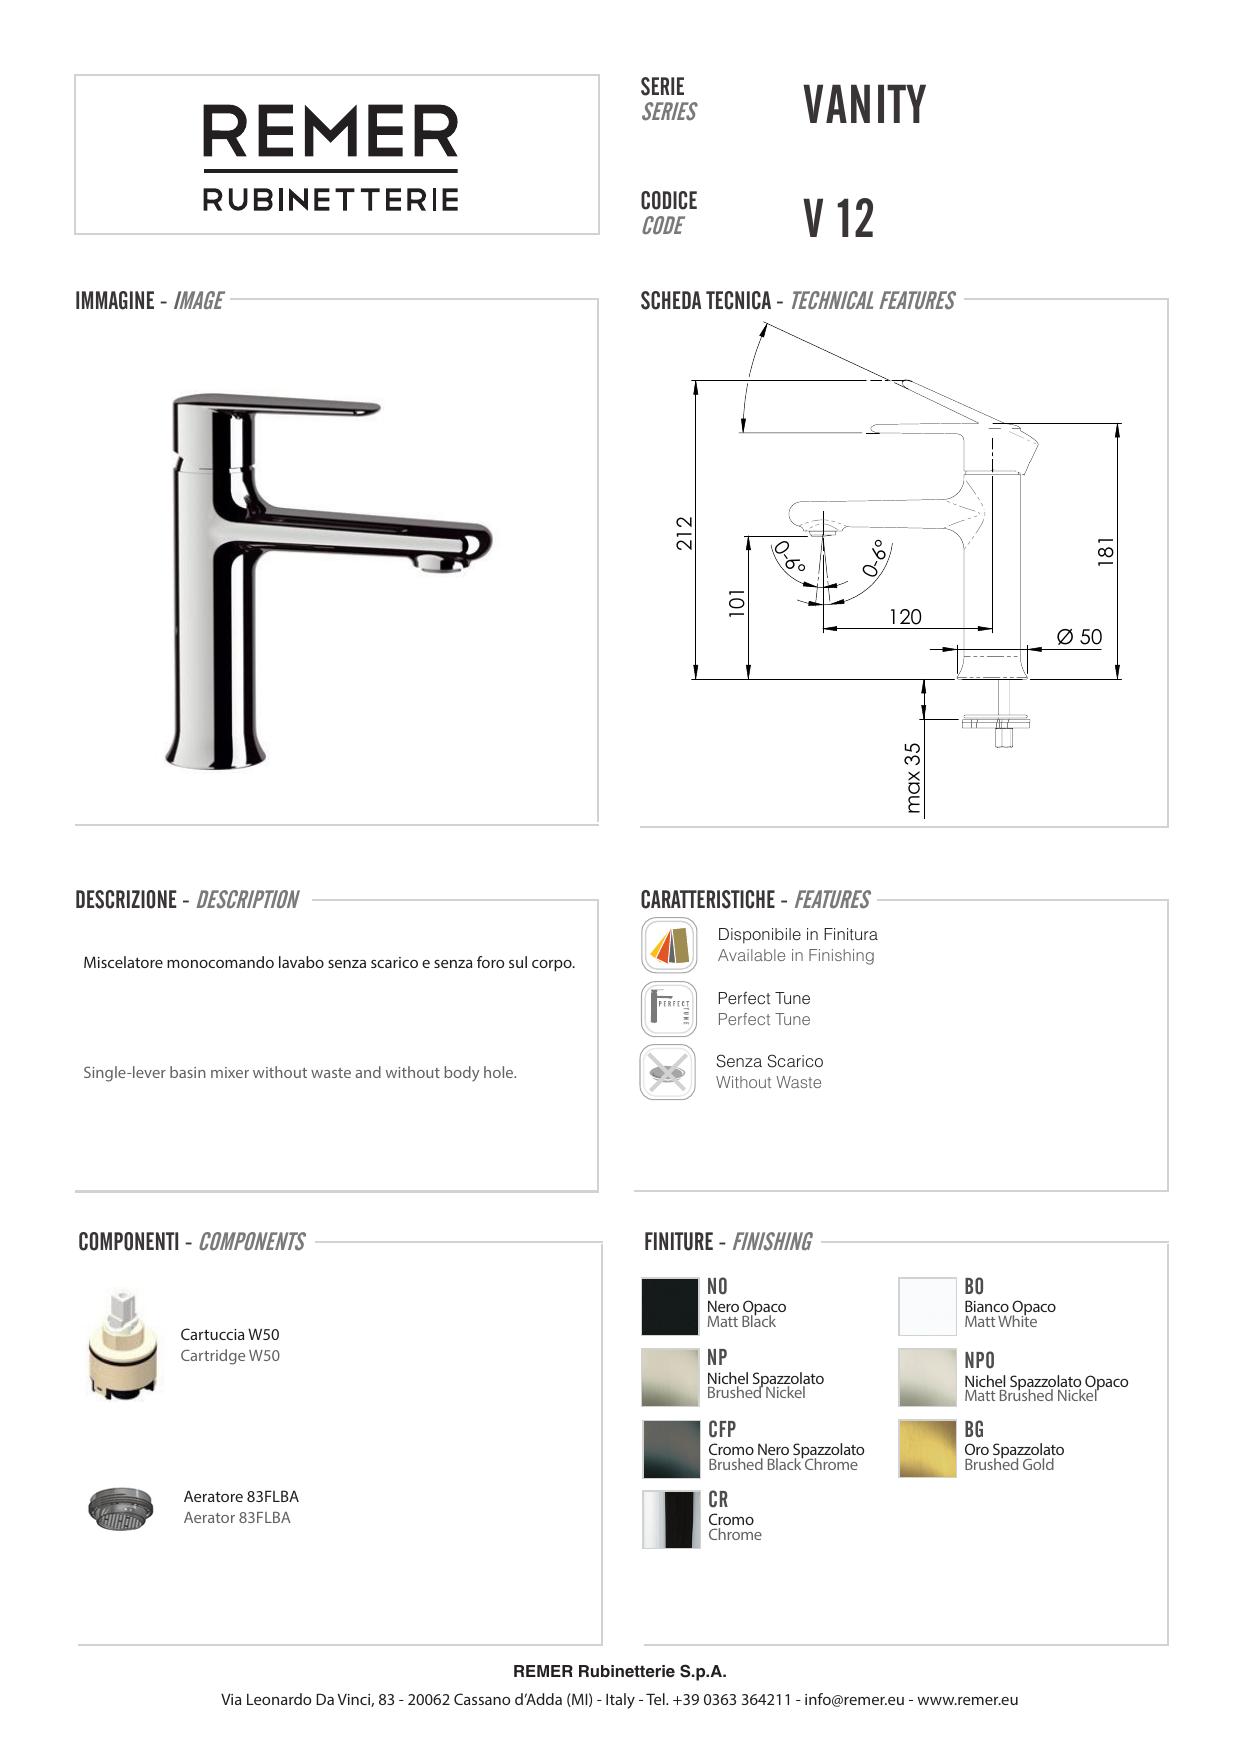 REMER
RUBINETTERIE
SERIE
SERIES
VANITY
CODICE
CODE
V 12
IMMAGINE - IMAGE
SCHEDA TECNICA - TECHNICAL FEATURES
212
101
0-6°
0-6°
120
181
Ø 50
max 35
DESCRIZIONE - DESCRIPTION
Miscelatore monocomando lavabo senza scarico e senza foro sul corpo.
Single-lever basin mixer without waste and without body hole.
CARATTERISTICHE - FEATURES
Disponibile in Finitura
Available in Finishing
PERFECT
TUNE
Perfect Tune
Perfect Tune
Senza Scarico
Without Waste
COMPONENTI - COMPONENTS
Cartuccia W50
Cartridge W50
Aeratore 83FLBA
Aerator 83FLBA
FINITURE - FINISHING
NO
Nero Opaco
Matt Black
BO
Bianco Opaco
Matt White
NP
Nichel Spazzolato
Brushed Nickel
NPO
Nichel Spazzolato Opaco
Matt Brushed Nickel
CFP
Cromo Nero Spazzolato
Brushed Black Chrome
BG
Oro Spazzolato
Brushed Gold
CR
Cromo
Chrome
REMER Rubinetterie S.p.A.
Via Leonardo Da Vinci, 83 - 20062 Cassano d'Adda (MI) - Italy - Tel. +39 0363 364211 - info@remer.eu - www.remer.eu